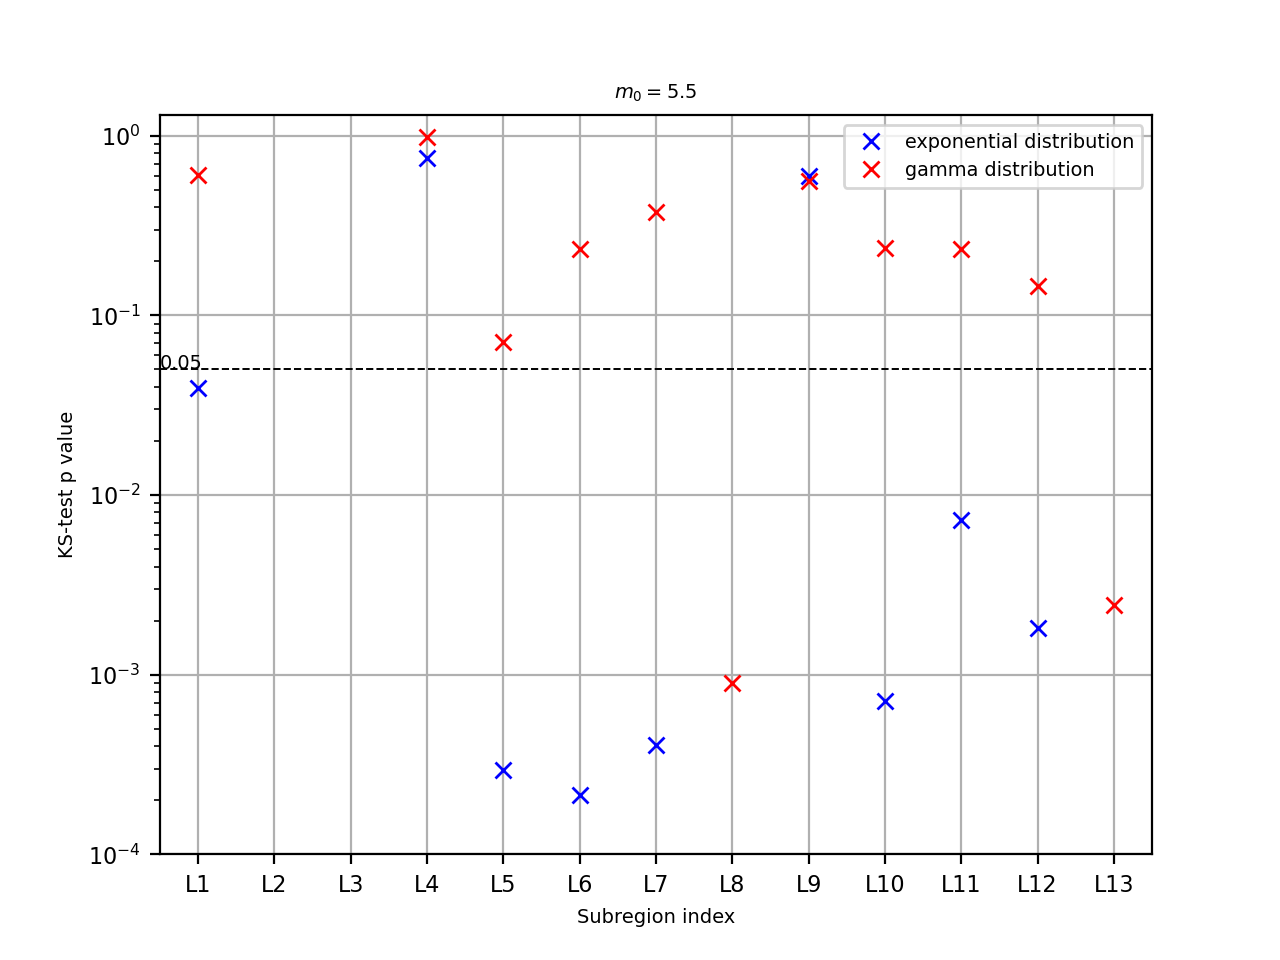 m₀ = 5.5
exponential distribution
gamma distribution
10⁰
10⁻¹
0.05
10⁻²
10⁻³
10⁻⁴
KS-test p value
L1 L2 L3 L4 L5 L6 L7 L8 L9 L10 L11 L12 L13
Subregion index